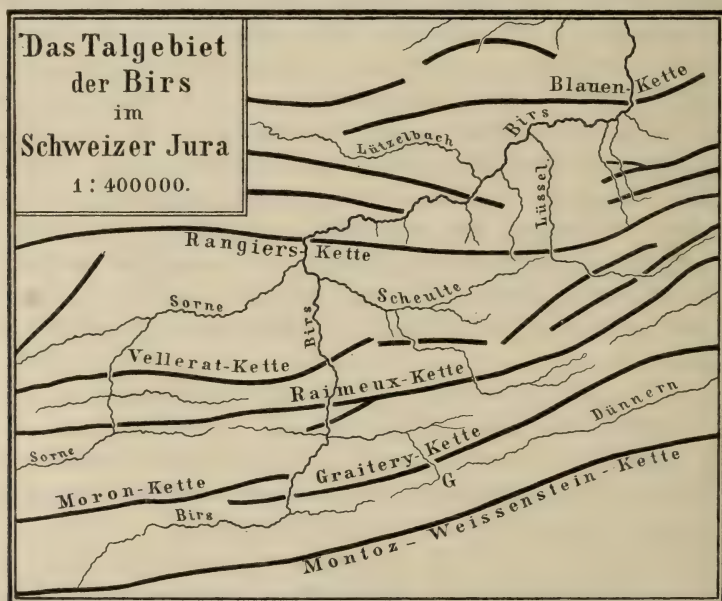 Das Talgebiet
der Birs
im
Schweizer Jura
1 : 400000.
Blauen-Kette
Birs
Lützelbach
Lüssel
Rangiers-Kette
Sorne
Scheulte
Birs
Vellerat-Kette
Raimeux-Kette
Dünnern
Sorne
Graitery-Kette
Moron-Kette
G
Birs
Montoz-Weissenstein-Kette